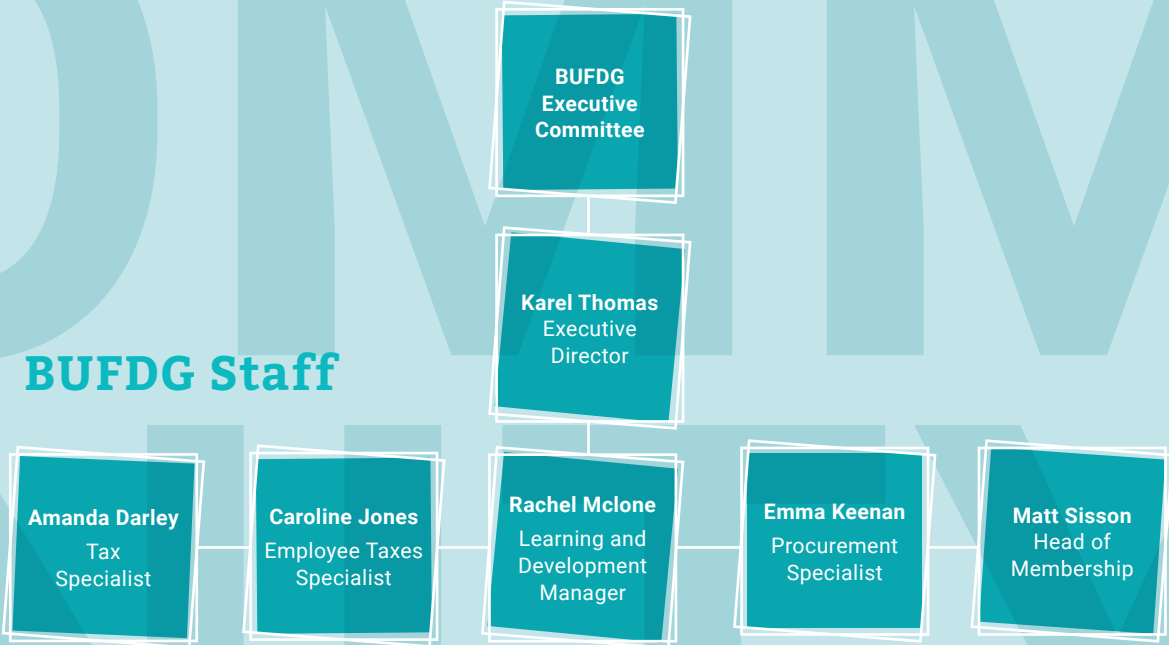 BUFDG
Executive
Committee
Karel Thomas
Executive
Director
BUFDG Staff
Amanda Darley
Tax
Specialist
Caroline Jones
Employee Taxes
Specialist
Rachel Mclone
Learning and
Development
Manager
Emma Keenan
Procurement
Specialist
Matt Sisson
Head of
Membership